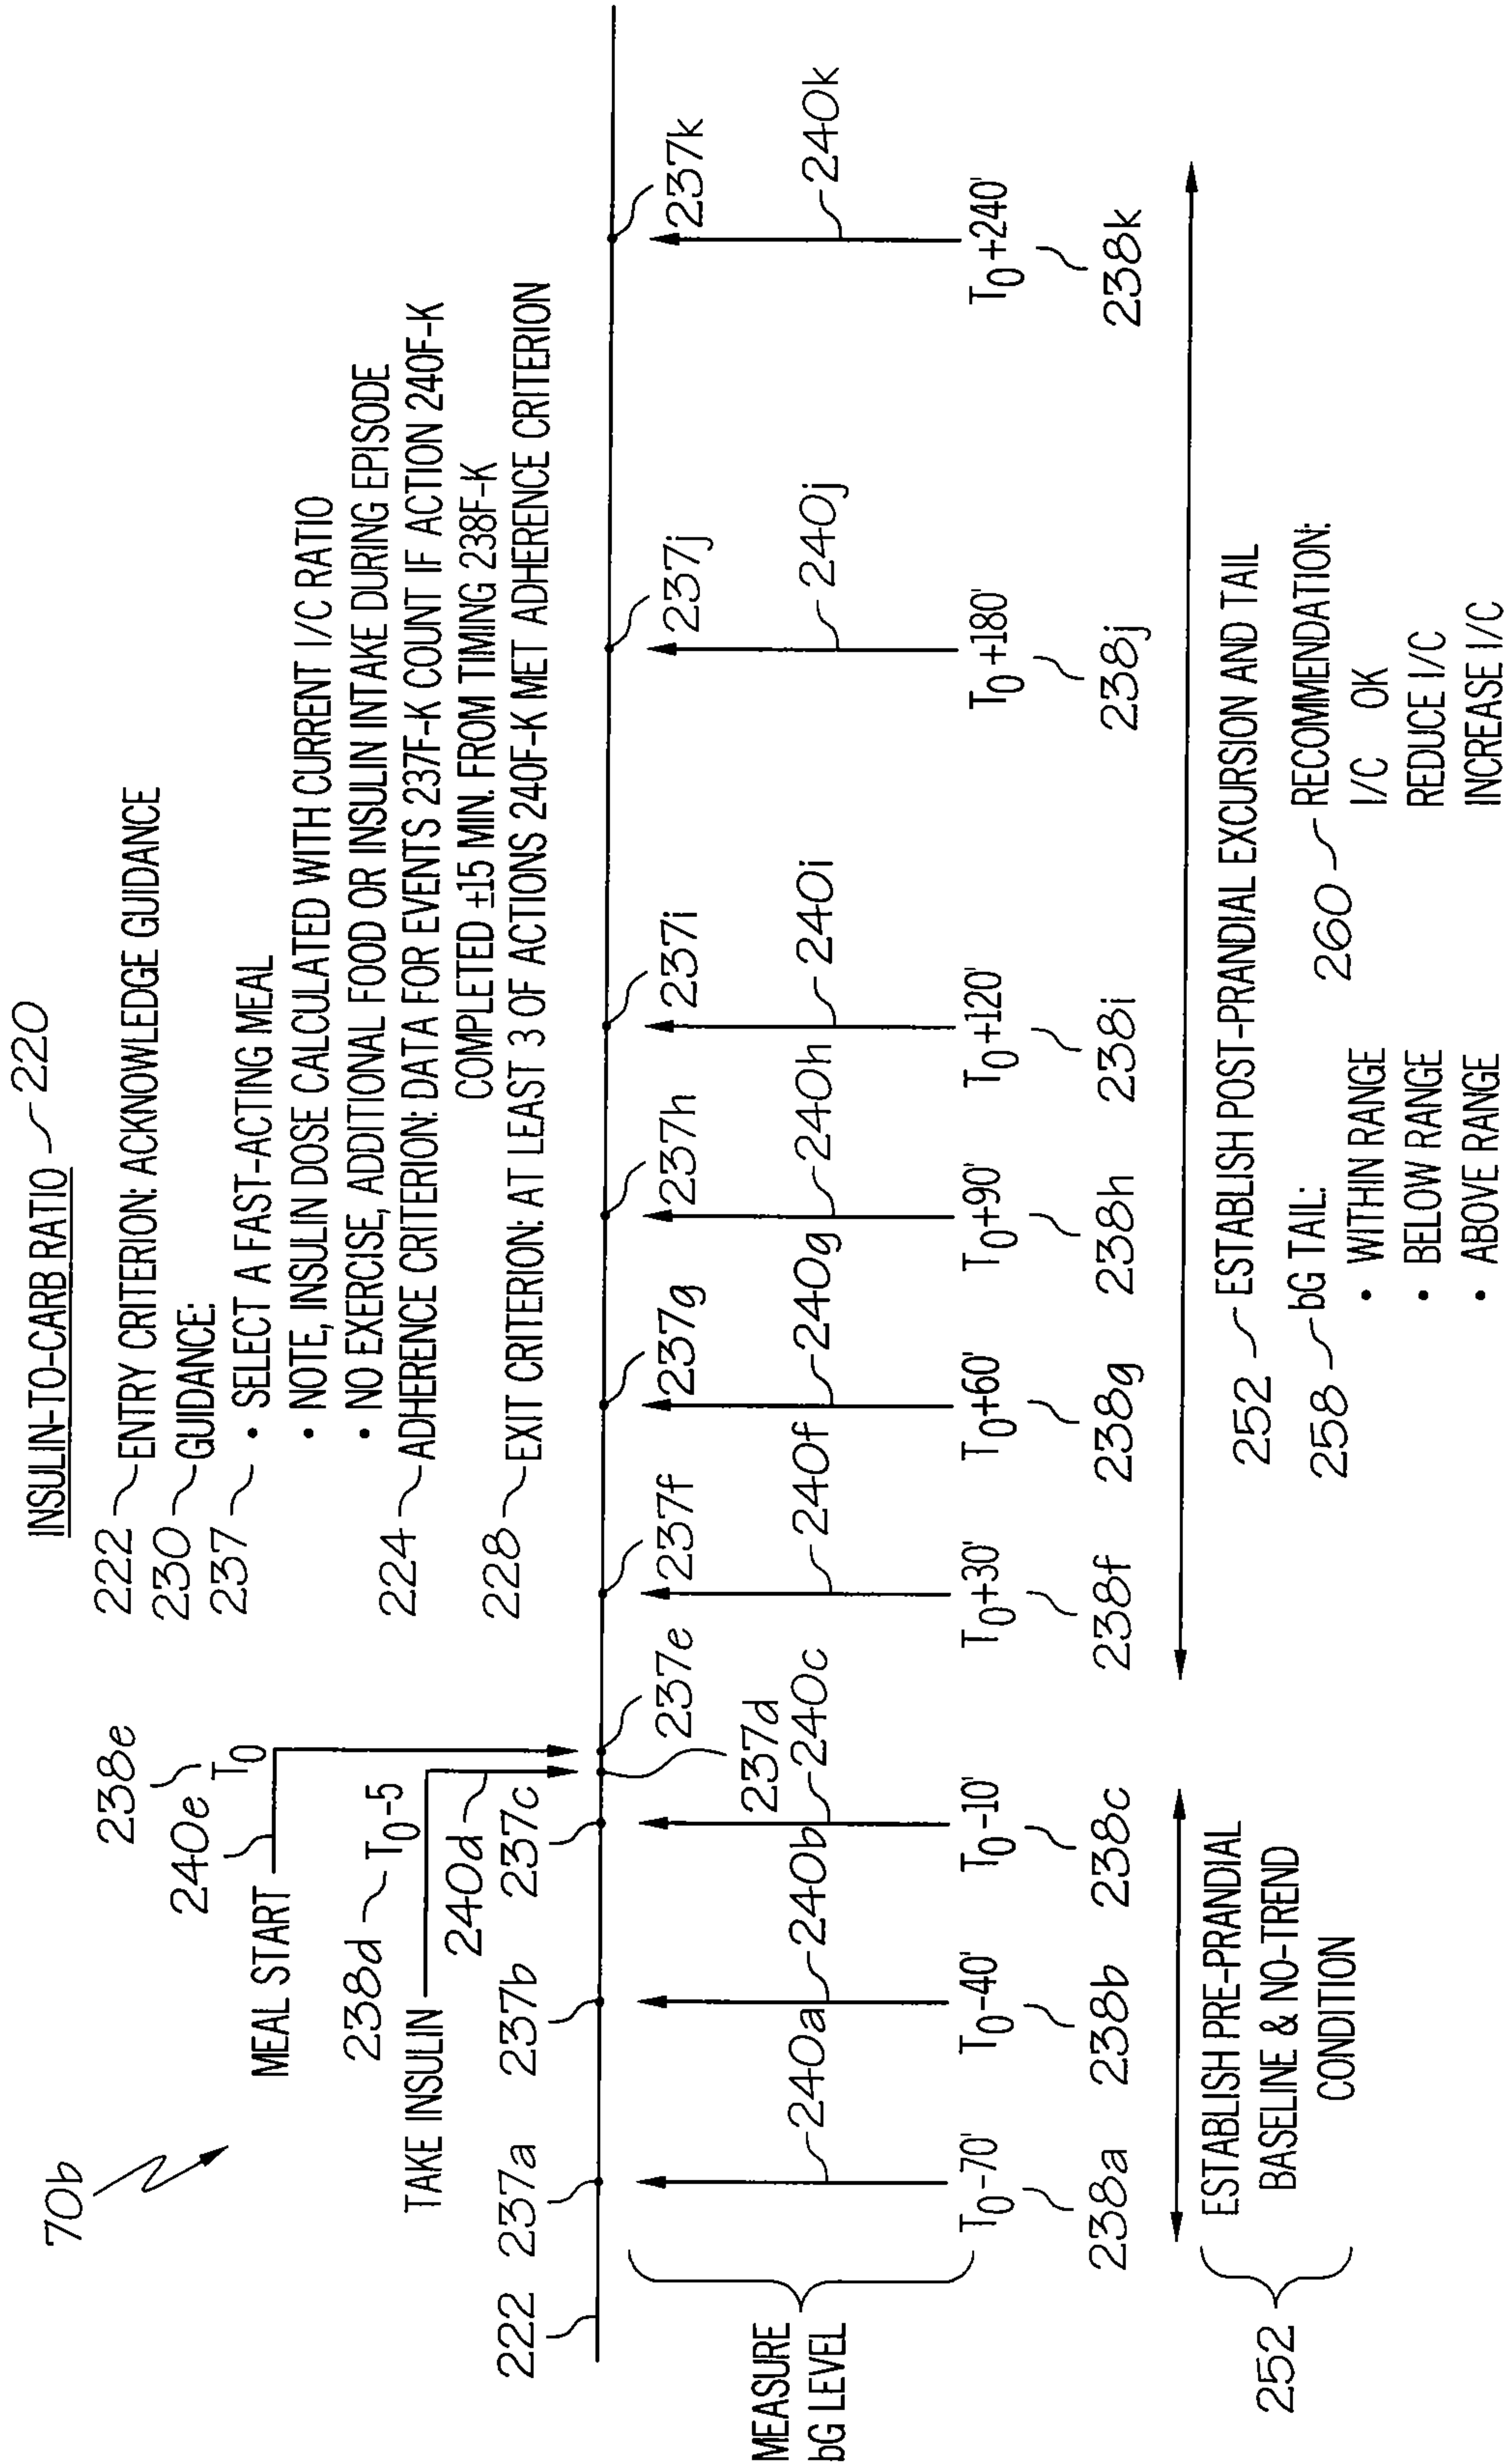 INSULIN-TO-CARB RATIO 220
70b
222 ENTRY CRITERION: ACKNOWLEDGE GUIDANCE
230 GUIDANCE:
237 • SELECT A FAST-ACTING MEAL
• NOTE, INSULIN DOSE CALCULATED WITH CURRENT I/C RATIO
• NO EXERCISE, ADDITIONAL FOOD OR INSULIN INTAKE DURING EPISODE
224 ADHERENCE CRITERION: DATA FOR EVENTS 237F-K COUNT IF ACTION 240F-K
COMPLETED ±15 MIN. FROM TIMING 238F-K
228 EXIT CRITERION: AT LEAST 3 OF ACTIONS 240F-K MET ADHERENCE CRITERION
238e
240e T0
MEAL START
238d T0-5
TAKE INSULIN
240d
222 237a 237b 237c 237d 237e 237f 237g 237h 237i 237j 237k
MEASURE
bG LEVEL
240a 240b 240c 240f 240g 240h 240i 240j 240k
T0-70' T0-40' T0-10' T0+30' T0+60' T0+90' T0+120' T0+180' T0+240'
238a 238b 238c 238f 238g 238h 238i 238j 238k
252
ESTABLISH PRE-PRANDIAL
BASELINE & NO-TREND
CONDITION
252 ESTABLISH POST-PRANDIAL EXCURSION AND TAIL
258 bG TAIL: 260 RECOMMENDATION:
• WITHIN RANGE I/C OK
• BELOW RANGE REDUCE I/C
• ABOVE RANGE INCREASE I/C